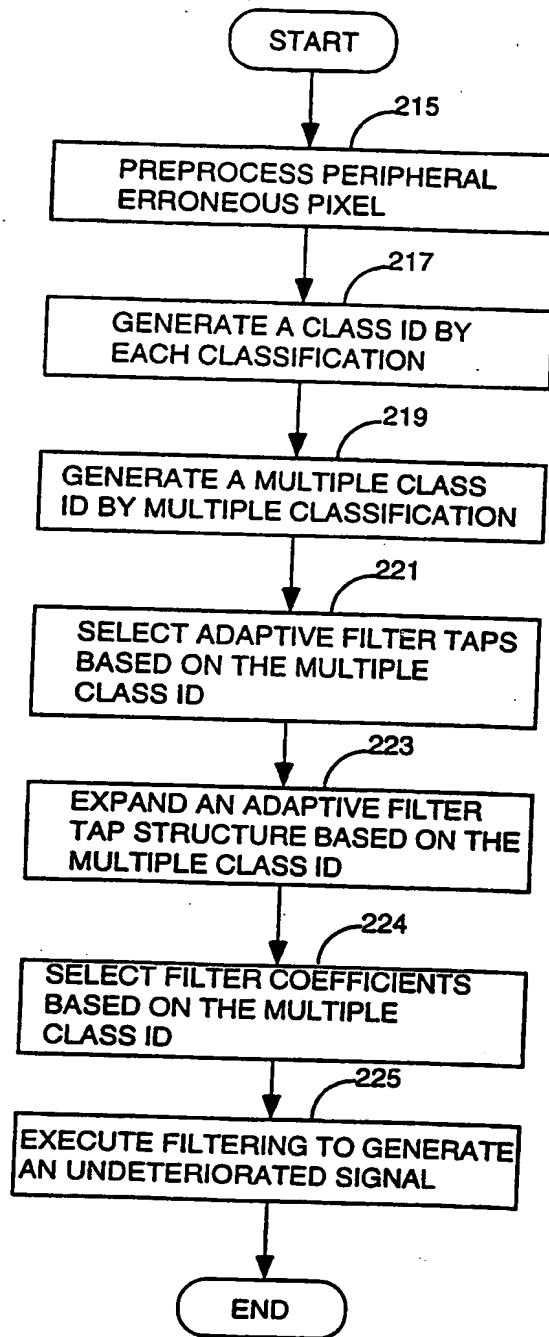 START
215
PREPROCESS PERIPHERAL
ERRONEOUS PIXEL
217
GENERATE A CLASS ID BY
EACH CLASSIFICATION
219
GENERATE A MULTIPLE CLASS
ID BY MULTIPLE CLASSIFICATION
221
SELECT ADAPTIVE FILTER TAPS
BASED ON THE MULTIPLE
CLASS ID
223
EXPAND AN ADAPTIVE FILTER
TAP STRUCTURE BASED ON THE
MULTIPLE CLASS ID
224
SELECT FILTER COEFFICIENTS
BASED ON THE MULTIPLE
CLASS ID
225
EXECUTE FILTERING TO GENERATE
AN UNDETERIORATED SIGNAL
END